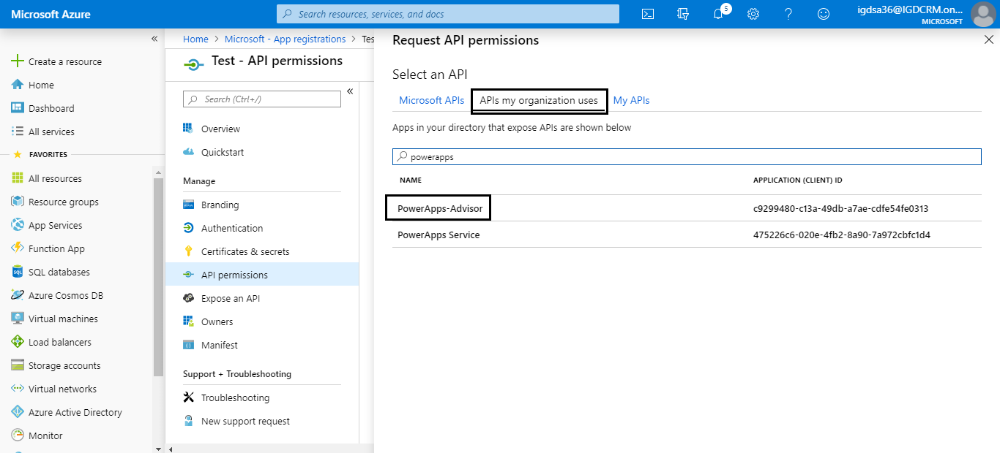 Microsoft Azure
Search resources, services, and docs
5
igdsa36@IGDCRM.on...
MICROSOFT
«
Create a resource
Home
Dashboard
All services
FAVORITES
All resources
Resource groups
App Services
Function App
SQL databases
Azure Cosmos DB
Virtual machines
Load balancers
Storage accounts
Virtual networks
Azure Active Directory
Monitor
Home > Microsoft - App registrations > Tes
Test - API permissions
Search (Ctrl+/)
«
Overview
Quickstart
Manage
Branding
Authentication
Certificates & secrets
API permissions
Expose an API
Owners
Manifest
Support + Troubleshooting
Troubleshooting
New support request
Request API permissions
Select an API
Microsoft APIs APIs my organization uses My APIs
Apps in your directory that expose APIs are shown below
powerapps
NAME APPLICATION (CLIENT) ID
PowerApps-Advisor c9299480-c13a-49db-a7ae-cdfe54fe0313
PowerApps Service 475226c6-020e-4fb2-8a90-7a972cbfc1d4